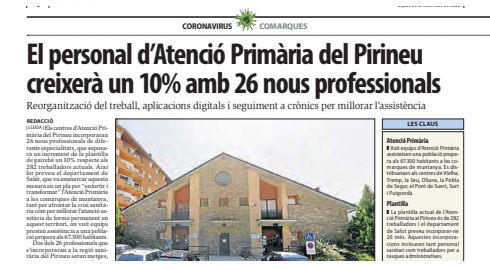 CORONAVIRUS COMARQUES
El personal d'Atenció Primària del Pirineu
creixerà un 10% amb 26 nous professionals
Reorganització del treball, aplicacions digitals i seguiment a crònics per millorar l'assistència
REDACCIÓ
❙ LLEIDA ❙ Els centres d'Atenció Pri-
mària del Pirineu incorporaran
26 nous professionals de dife-
rents especialitats, que suposa-
rà un increment de la plantilla
de gairebé un 10% respecte als
282 treballadors actuals. Així
ho preveu el departament de
Salut, que va emmarcar aquesta
mesura en un pla per "enfortir i
transformar" l'Atenció Primària
a les comarques de muntanya,
tant per afrontar la crisi sanità-
ria com per millorar l'atenció sa-
nitària de forma permanent en
aquest territori, on vuit equips
presten assistència a una pobla-
ció propera als 67.300 habitants.
Dos dels 26 professionals que
s'incorporaran a la regió sani-
tària del Pirineu seran metges,
LES CLAUS
Atenció Primària
❙ Vuit equips d'Atenció Primària
assisteixen una població prope-
ra als 67.300 habitants a les co-
marques de muntanya. Es dis-
tribueixen als centres de Vielha,
Tremp, la Seu, Oliana, la Pobla
de Segur, el Pont de Suert, Sort
i Puigcerdà.
Plantilla
❙ La plantilla actual de l'Aten-
ció Primària al Pirineu és de 282
treballadors i el departament
de Salut preveu incorporar-ne
26 més. Aquestes incorpora-
cions inclouran tant personal
sanitari com treballadors per a
tasques administratives.